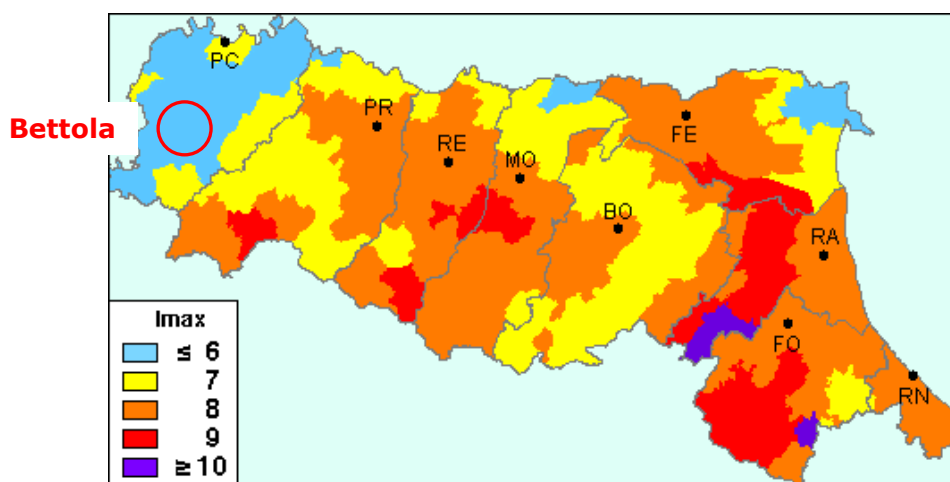 PC
Bettola
PR
FE
RE
MO
BO
RA
Imax
≤ 6
7
8
9
≥ 10
FO
RN